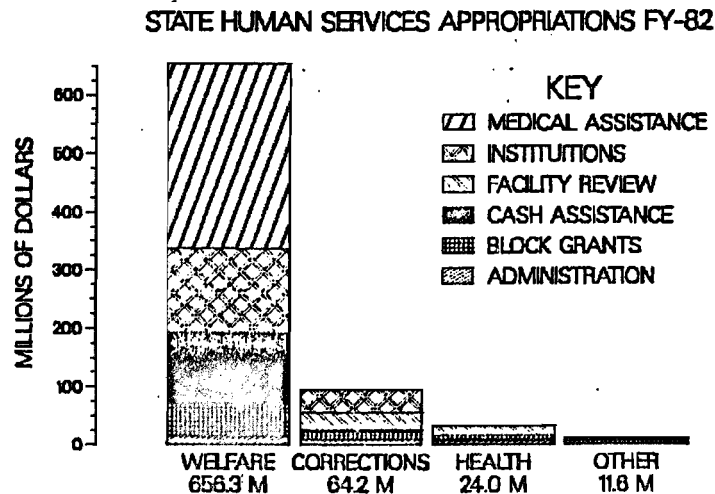 STATE HUMAN SERVICES APPROPRIATIONS FY-82
MILLIONS OF DOLLARS
600
500
400
300
200
100
0
KEY
MEDICAL ASSISTANCE
INSTITUTIONS
FACILITY REVIEW
CASH ASSISTANCE
BLOCK GRANTS
ADMINISTRATION
WELFARE CORRECTIONS HEALTH OTHER
656.3 M 64.2 M 24.0 M 11.6 M